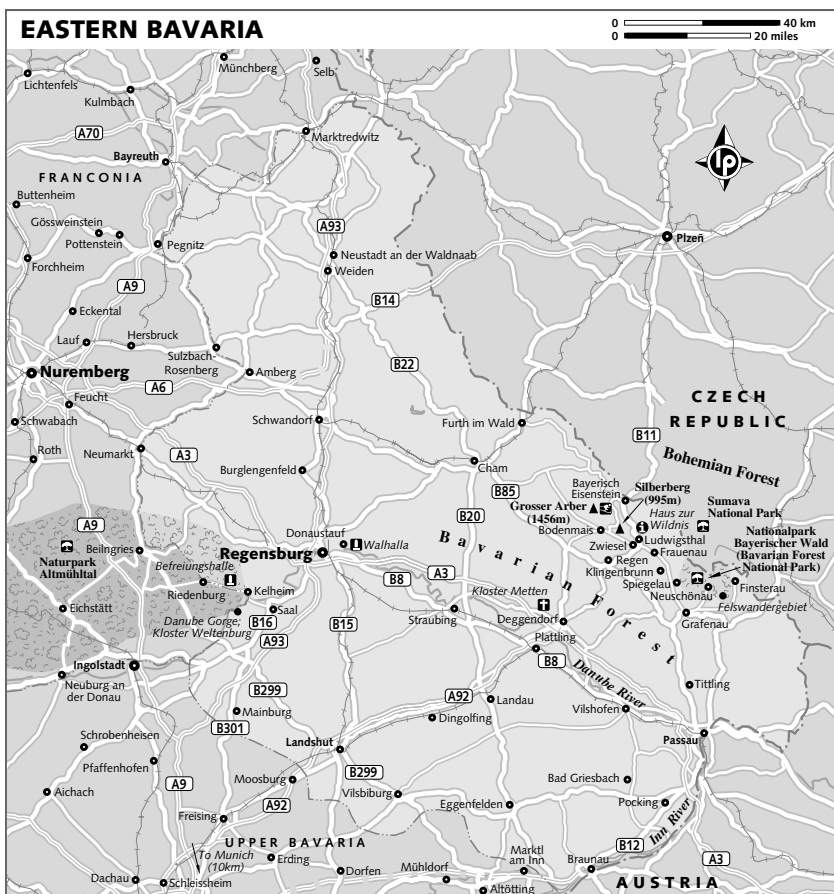 EASTERN BAVARIA
0 40 km
0 20 miles
Lichtenfels
Kulmbach
Münchberg
Selb
A70
Marktredwitz
Bayreuth
FRANCONIA
lp
Buttenheim
Gössweinstein
Pottenstein
Pegnitz
Forchheim
A93
Neustadt an der Waldnaab
Weiden
Plzeň
A9
Eckental
B14
Lauf
Hersbruck
Sulzbach-
Rosenberg
Amberg
B22
Nuremberg
A6
Feucht
CZECH
REPUBLIC
Schwabach
Schwandorf
Furth im Wald
B11
Roth
Neumarkt
A3
Burglengenfeld
Cham
Bohemian Forest
B85
Bayerisch
Eisenstein
Silberberg
(995m)
Grosser Arber
(1456m)
Haus zur
Wildnis
Sumava
National Park
A9
B20
Bodenmais
Donaustauf
Walhalla
Ludwigsthal
Zwiesel
Frauenau
Nationalpark
Bayerischer Wald
(Bavarian Forest
National Park)
Naturpark
Altmühltal
Beilngries
Regensburg
Bavarian Forest
Regen
Klingenbrunn
Befreiungshalle
Riedenburg
Kelheim
B8
A3
Kloster Metten
Spiegelau
Neuschönau
Finsterau
Felswandergebiet
Eichstätt
Danube Gorge;
Kloster Weltenburg
Saal
B16
A93
B15
Straubing
Deggendorf
Grafenau
Plattling
B8
Danube River
Ingolstadt
Neuburg an
der Donau
B299
A92
Landau
Tittling
Mainburg
Dingolfing
Vilshofen
B301
Schrobenhausen
Landshut
Passau
Pfaffenhofen
A9
Moosburg
B299
Bad Griesbach
Aichach
A92
Vilsbiburg
Eggenfelden
Pocking
Freising
Inn River
UPPER BAVARIA
To Munich
(10km)
Erding
Marktl
am Inn
B12
A3
Dachau
Schleissheim
Dorfen
Mühldorf
Altötting
Braunau
AUSTRIA